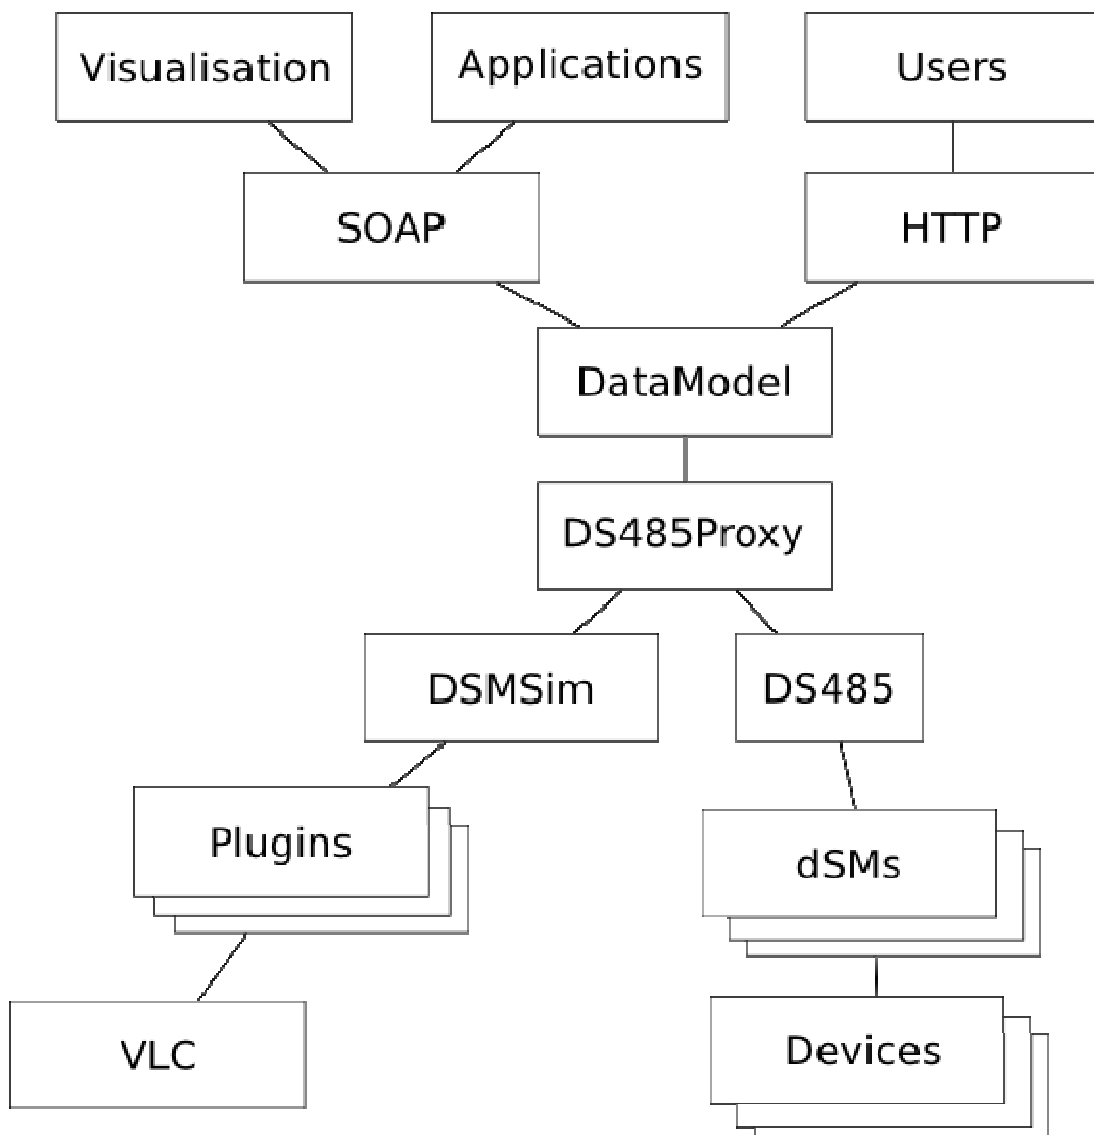 Visualisation
Applications
Users
SOAP
HTTP
DataModel
DS485Proxy
DSMSim
DS485
Plugins
dSMs
VLC
Devices